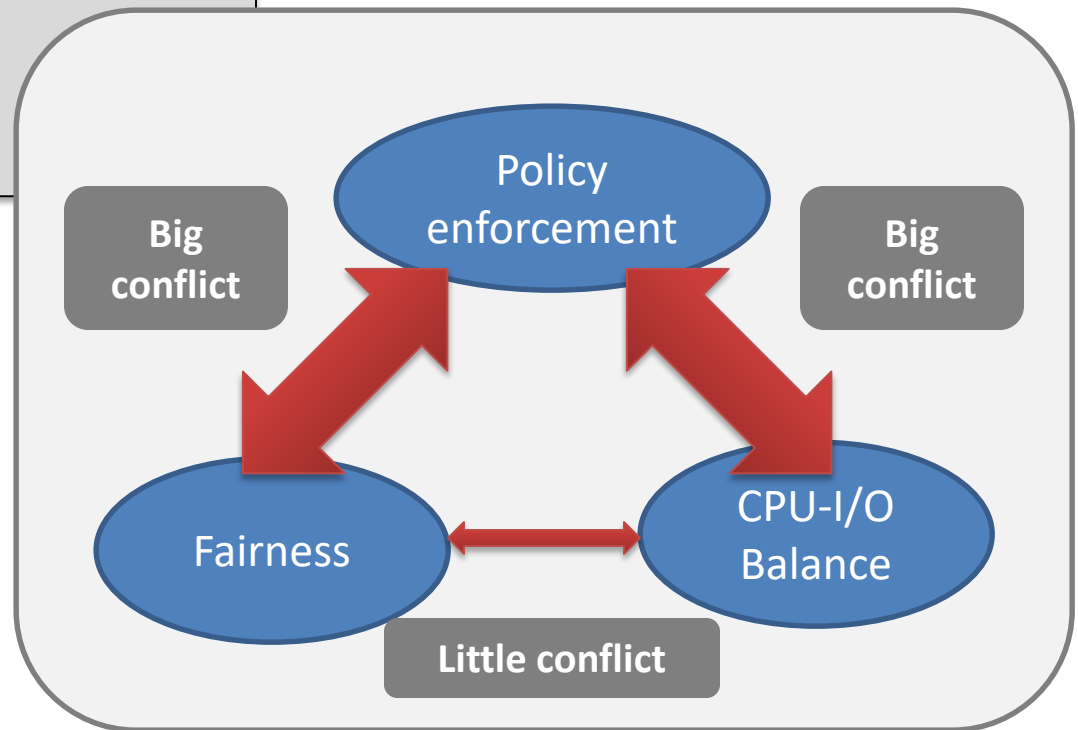 Policy
enforcement
Big
conflict
Big
conflict
Fairness
CPU-I/O
Balance
Little conflict